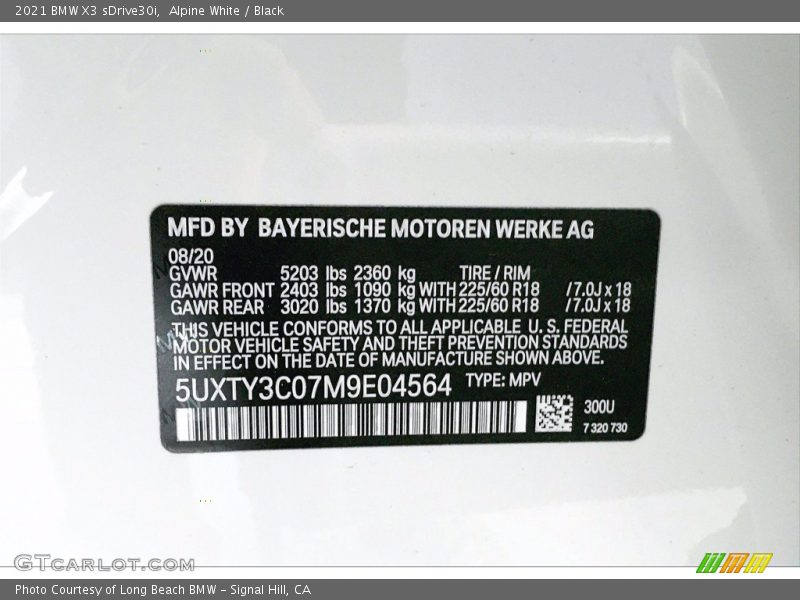 2021 BMW X3 sDrive30i, Alpine White / Black
MFD BY BAYERISCHE MOTOREN WERKE AG
08/20
GVWR 5203 lbs 2360 kg TIRE / RIM
GAWR FRONT 2403 lbs 1090 kg WITH 225/60 R18 / 7.0J x 18
GAWR REAR 3020 lbs 1370 kg WITH 225/60 R18 / 7.0J x 18
THIS VEHICLE CONFORMS TO ALL APPLICABLE U. S. FEDERAL
MOTOR VEHICLE SAFETY AND THEFT PREVENTION STANDARDS
IN EFFECT ON THE DATE OF MANUFACTURE SHOWN ABOVE.
5UXTY3C07M9E04564 TYPE: MPV
300U
7 320 730
GTCARLOT.COM
Photo Courtesy of Long Beach BMW - Signal Hill, CA